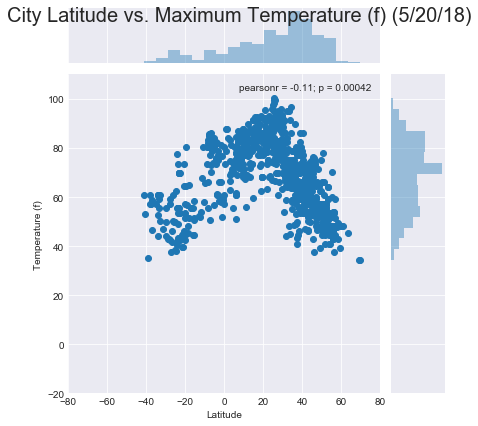 City Latitude vs. Maximum Temperature (f) (5/20/18)
pearsonr = -0.11; p = 0.00042
100
80
60
40
20
0
−20
Temperature (f)
−80 −60 −40 −20 0 20 40 60 80
Latitude